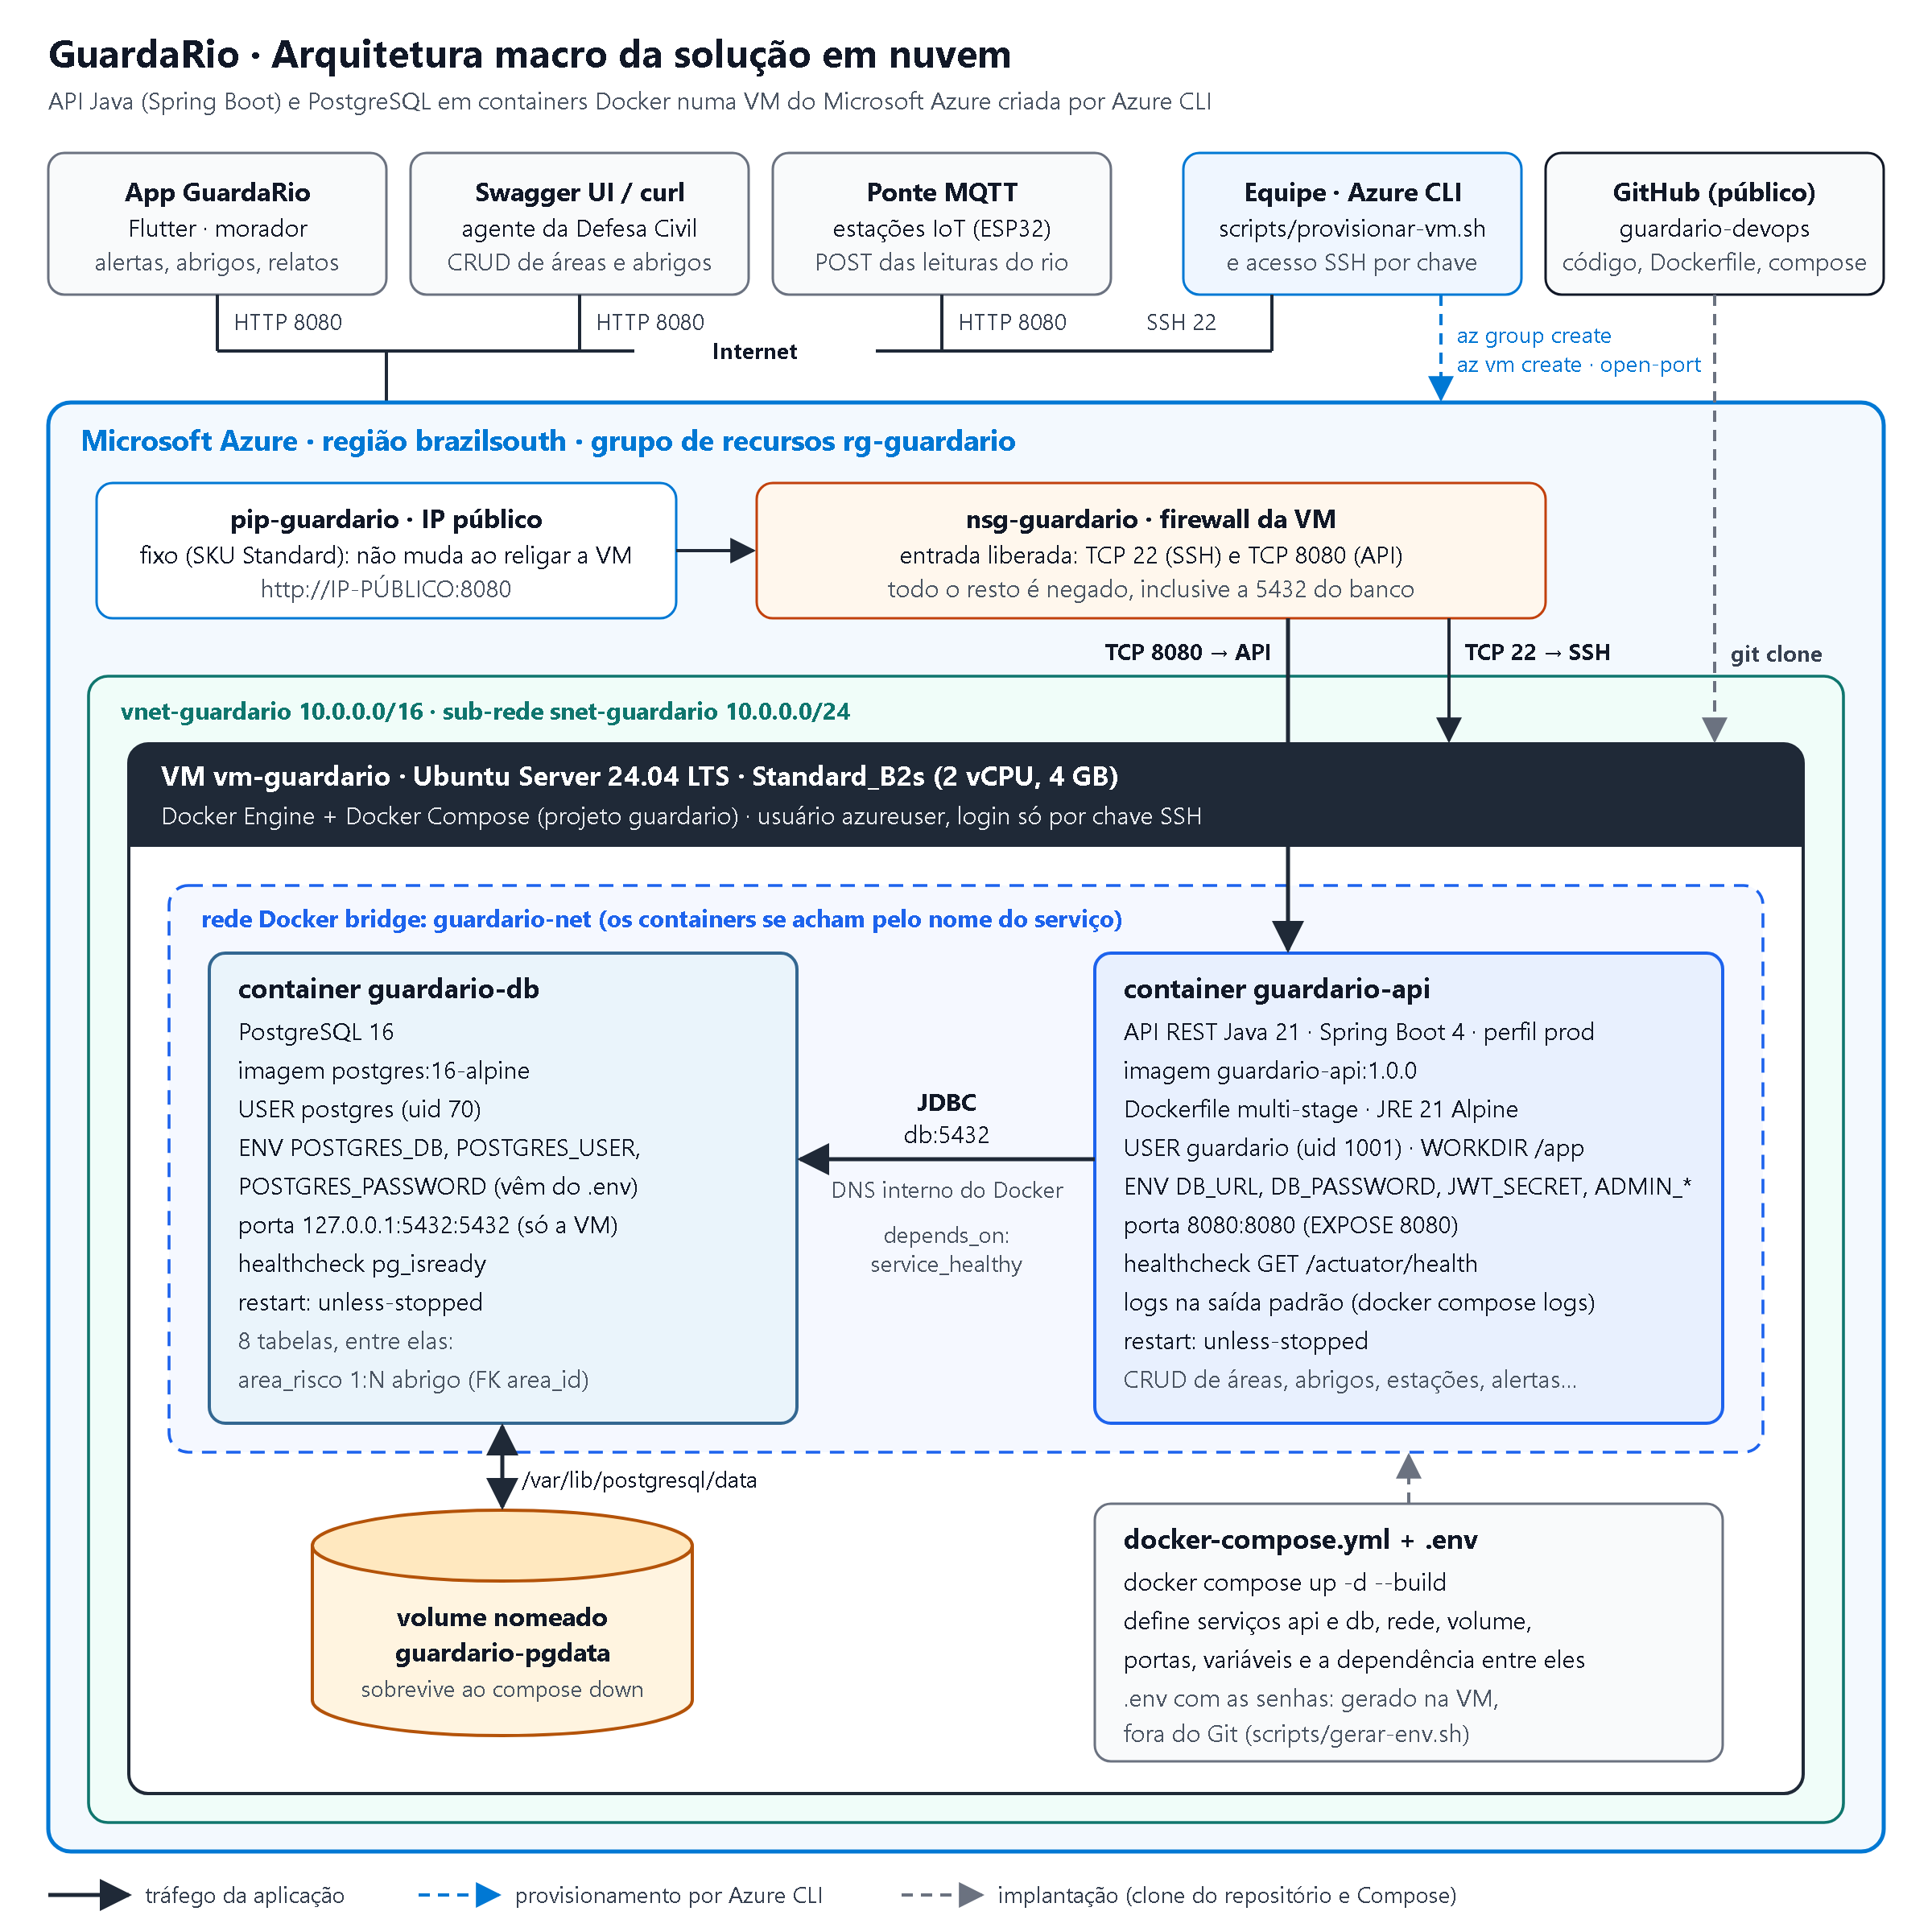 GuardaRio · Arquitetura macro da solução em nuvem
API Java (Spring Boot) e PostgreSQL em containers Docker numa VM do Microsoft Azure criada por Azure CLI
App GuardaRio
Flutter · morador
alertas, abrigos, relatos
Swagger UI / curl
agente da Defesa Civil
CRUD de áreas e abrigos
Ponte MQTT
estações IoT (ESP32)
POST das leituras do rio
Equipe · Azure CLI
scripts/provisionar-vm.sh
e acesso SSH por chave
GitHub (público)
guardario-devops
código, Dockerfile, compose
HTTP 8080
HTTP 8080
HTTP 8080
SSH 22
Internet
az group create
az vm create · open-port
Microsoft Azure · região brazilsouth · grupo de recursos rg-guardario
pip-guardario · IP público
fixo (SKU Standard): não muda ao religar a VM
http://IP-PÚBLICO:8080
nsg-guardario · firewall da VM
entrada liberada: TCP 22 (SSH) e TCP 8080 (API)
todo o resto é negado, inclusive a 5432 do banco
TCP 8080 → API
TCP 22 → SSH
git clone
vnet-guardario 10.0.0.0/16 · sub-rede snet-guardario 10.0.0.0/24
VM vm-guardario · Ubuntu Server 24.04 LTS · Standard_B2s (2 vCPU, 4 GB)
Docker Engine + Docker Compose (projeto guardario) · usuário azureuser, login só por chave SSH
rede Docker bridge: guardario-net (os containers se acham pelo nome do serviço)
container guardario-db
PostgreSQL 16
imagem postgres:16-alpine
USER postgres (uid 70)
ENV POSTGRES_DB, POSTGRES_USER,
POSTGRES_PASSWORD (vêm do .env)
porta 127.0.0.1:5432:5432 (só a VM)
healthcheck pg_isready
restart: unless-stopped
8 tabelas, entre elas:
area_risco 1:N abrigo (FK area_id)
JDBC
db:5432
DNS interno do Docker
depends_on:
service_healthy
container guardario-api
API REST Java 21 · Spring Boot 4 · perfil prod
imagem guardario-api:1.0.0
Dockerfile multi-stage · JRE 21 Alpine
USER guardario (uid 1001) · WORKDIR /app
ENV DB_URL, DB_PASSWORD, JWT_SECRET, ADMIN_*
porta 8080:8080 (EXPOSE 8080)
healthcheck GET /actuator/health
logs na saída padrão (docker compose logs)
restart: unless-stopped
CRUD de áreas, abrigos, estações, alertas...
/var/lib/postgresql/data
volume nomeado
guardario-pgdata
sobrevive ao compose down
docker-compose.yml + .env
docker compose up -d --build
define serviços api e db, rede, volume,
portas, variáveis e a dependência entre eles
.env com as senhas: gerado na VM,
fora do Git (scripts/gerar-env.sh)
tráfego da aplicação
provisionamento por Azure CLI
implantação (clone do repositório e Compose)